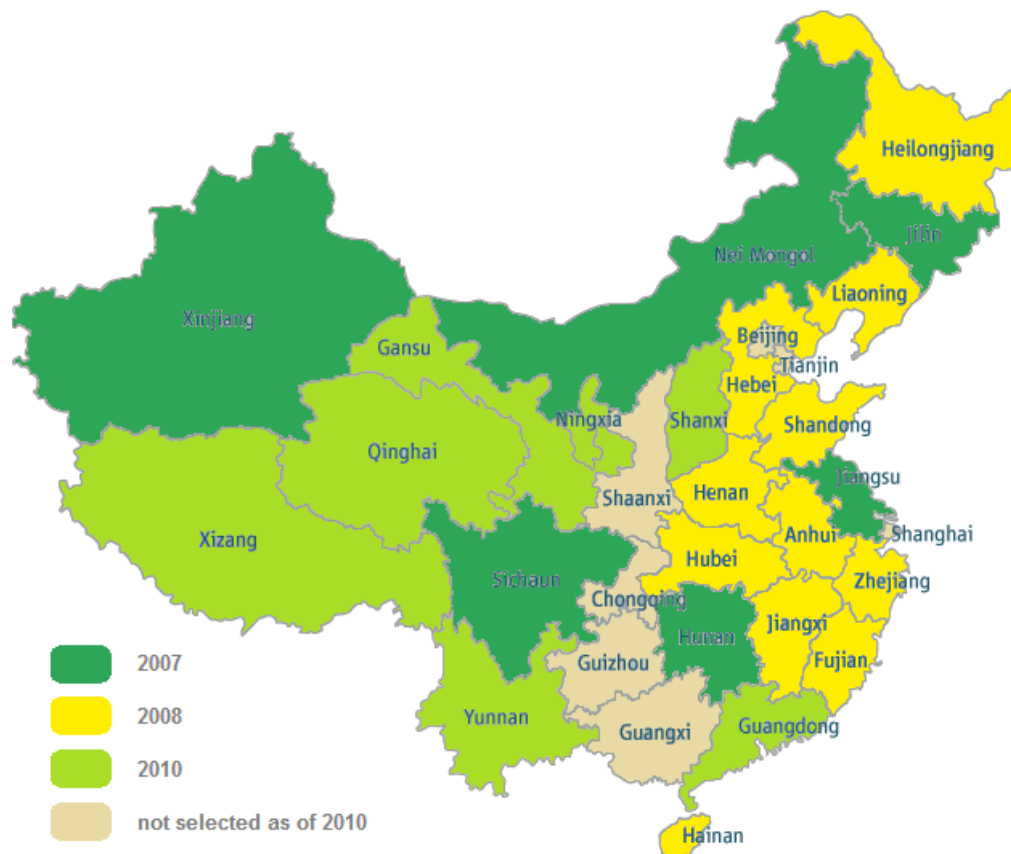 Heilongjiang
Jilin
Nei Mongol
Liaoning
Xinjiang
Beijing
Gansu
Tianjin
Hebei
Ningxia
Shanxi
Shandong
Qinghai
Jiangsu
Shaanxi
Henan
Anhui
Shanghai
Xizang
Hubei
Sichaun
Zhejiang
Chongqing
Jiangxi
Hunan
Guizhou
Fujian
Yunnan
Guangxi
Guangdong
Hainan
2007
2008
2010
not selected as of 2010